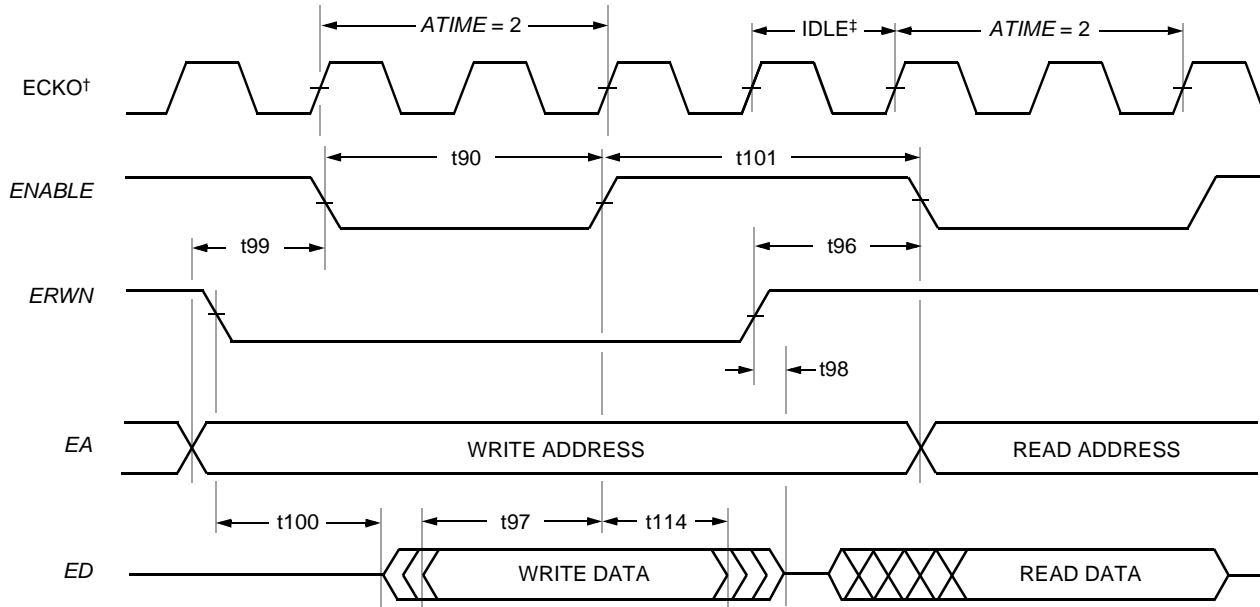 ATIME = 2
IDLE‡
ATIME = 2
ECKO†
t90
t101
ENABLE
t99
t96
ERWN
t98
EA
WRITE ADDRESS
READ ADDRESS
t100
t97
t114
ED
WRITE DATA
READ DATA